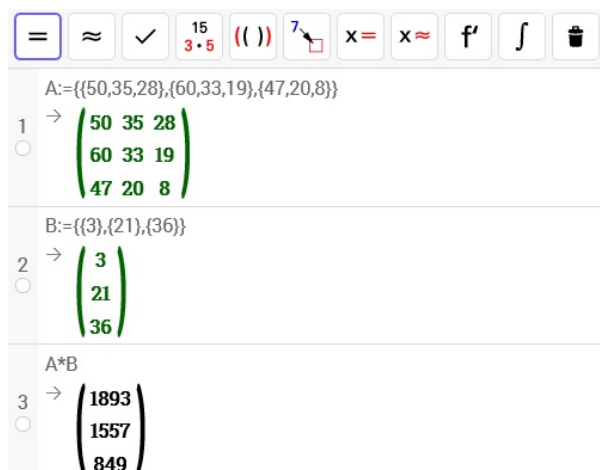 = ≈ ✓ 15 3·5 (( )) 7 x= x≈ f′ ∫
A:={{50,35,28},{60,33,19},{47,20,8}}
1 → 50 35 28
60 33 19
47 20 8
B:={{3},{21},{36}}
2 → 3
21
36
A*B
3 → 1893
1557
849